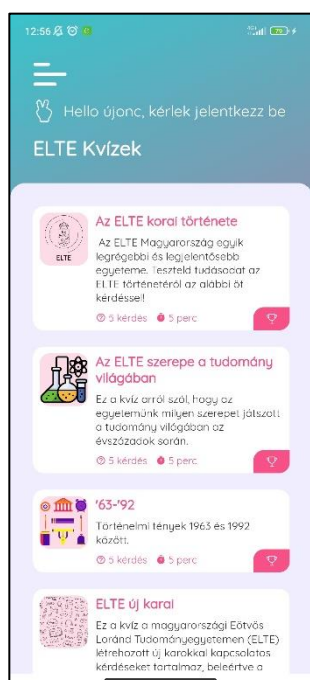 12:56
79
Hello újonc, kérlek jelentkezz be
ELTE Kvízek
ELTE
Az ELTE korai története
Az ELTE Magyarország egyik
legrégebbi és legjelentősebb
egyeteme. Teszteld tudásodat az
ELTE történetéről az alábbi öt
kérdéssel!
5 kérdés 5 perc
Az ELTE szerepe a tudomány
világában
Ez a kvíz arról szól, hogy az
egyetemünk milyen szerepet játszott
a tudomány világában az
évszázadok során.
5 kérdés 5 perc
'63-'92
Történelmi tények 1963 és 1992
között.
5 kérdés 5 perc
ELTE új karai
Ez a kvíz a magyarországi Eötvös
Loránd Tudományegyetemen (ELTE)
létrehozott új karokkal kapcsolatos
kérdéseket tartalmaz, beleértve a